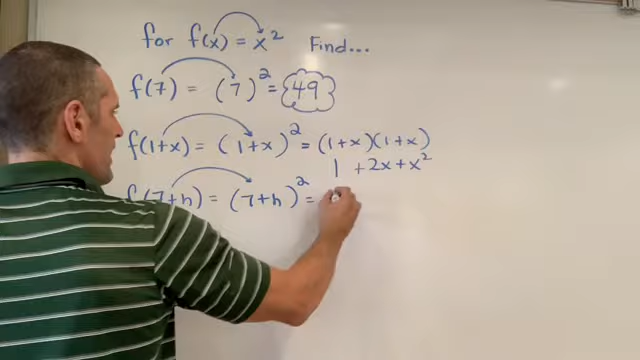 for f(x) = x² Find...
f(7) = (7)² = 49
f(1+x) = (1+x)² = (1+x)(1+x)
1 +2x+x²
f(7+h) = (7+h)² =